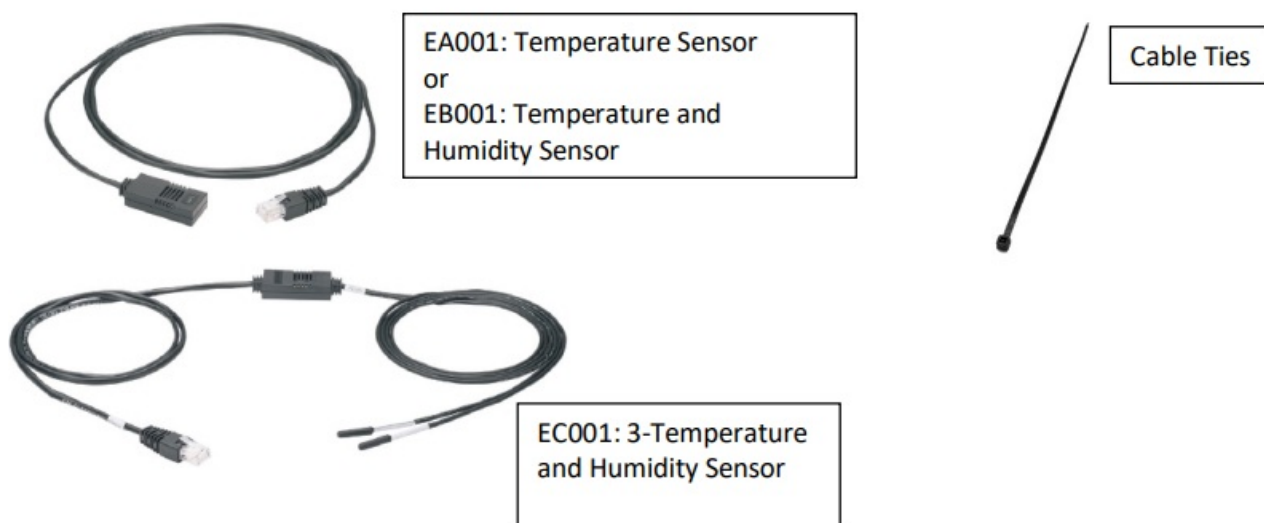 EA001: Temperature Sensor
or
EB001: Temperature and
Humidity Sensor
Cable Ties
EC001: 3-Temperature
and Humidity Sensor